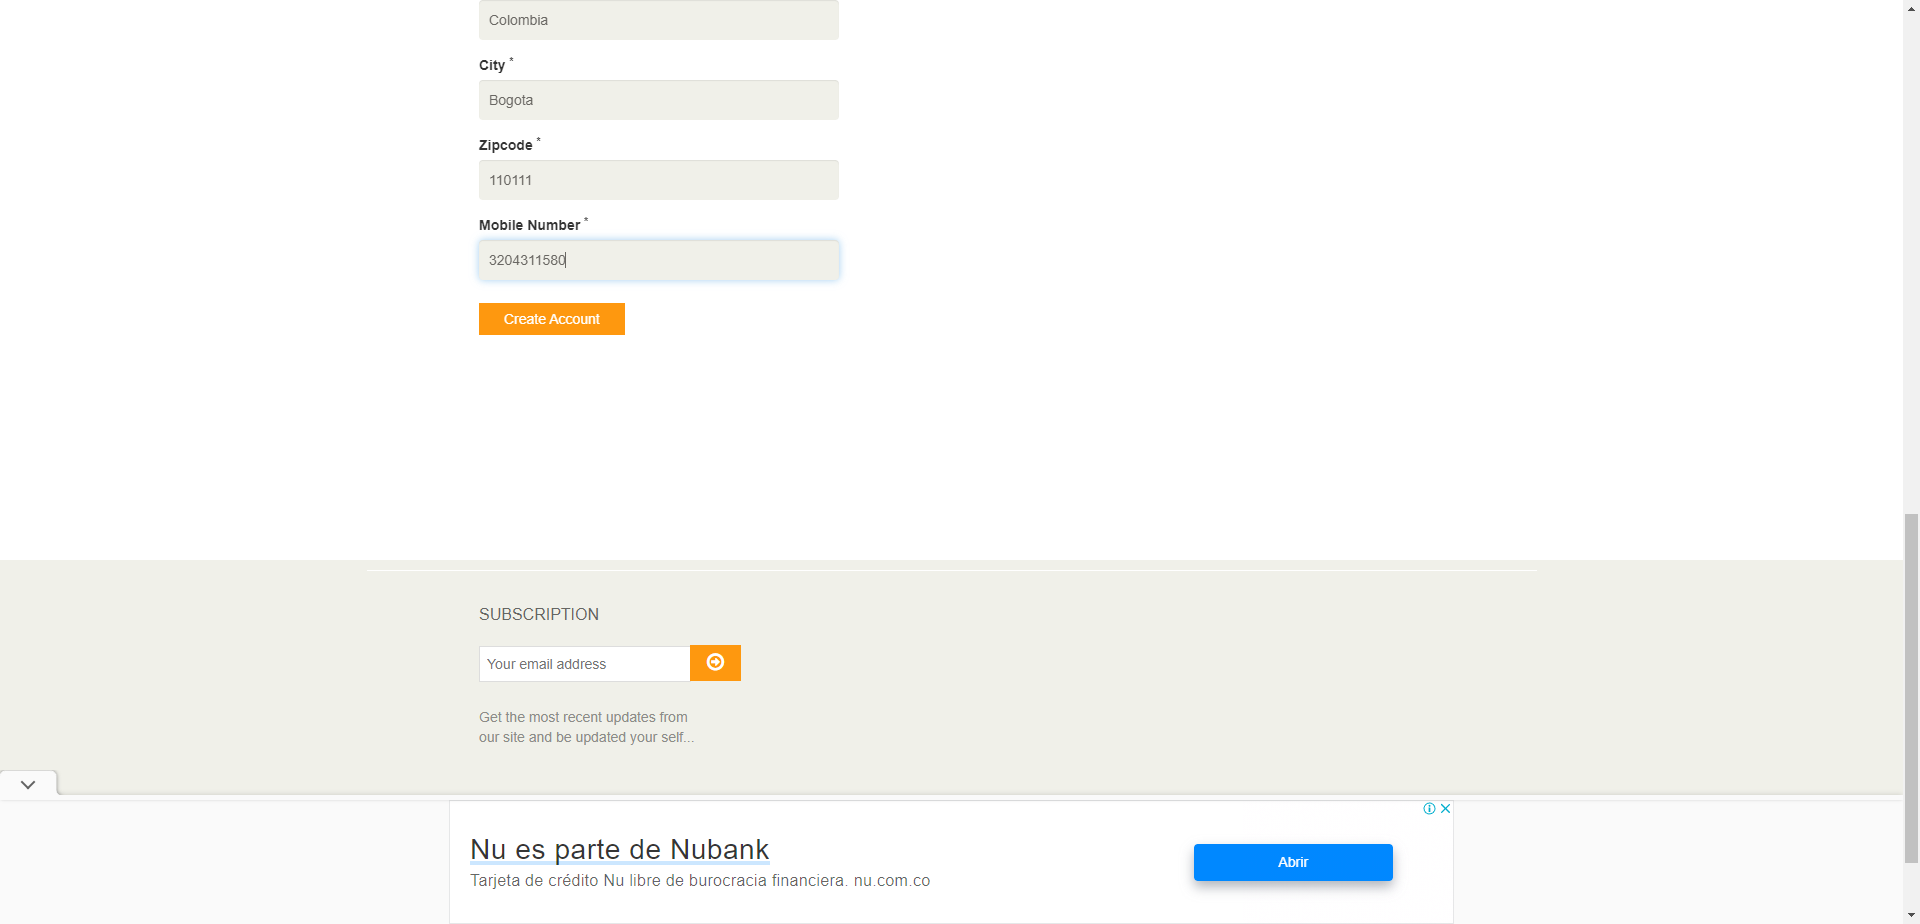 Colombia
City *
Bogota
Zipcode *
110111
Mobile Number *
3204311580
Create Account
SUBSCRIPTION
Your email address
Get the most recent updates from
our site and be updated your self...
Nu es parte de Nubank
Tarjeta de crédito Nu libre de burocracia financiera. nu.com.co
Abrir